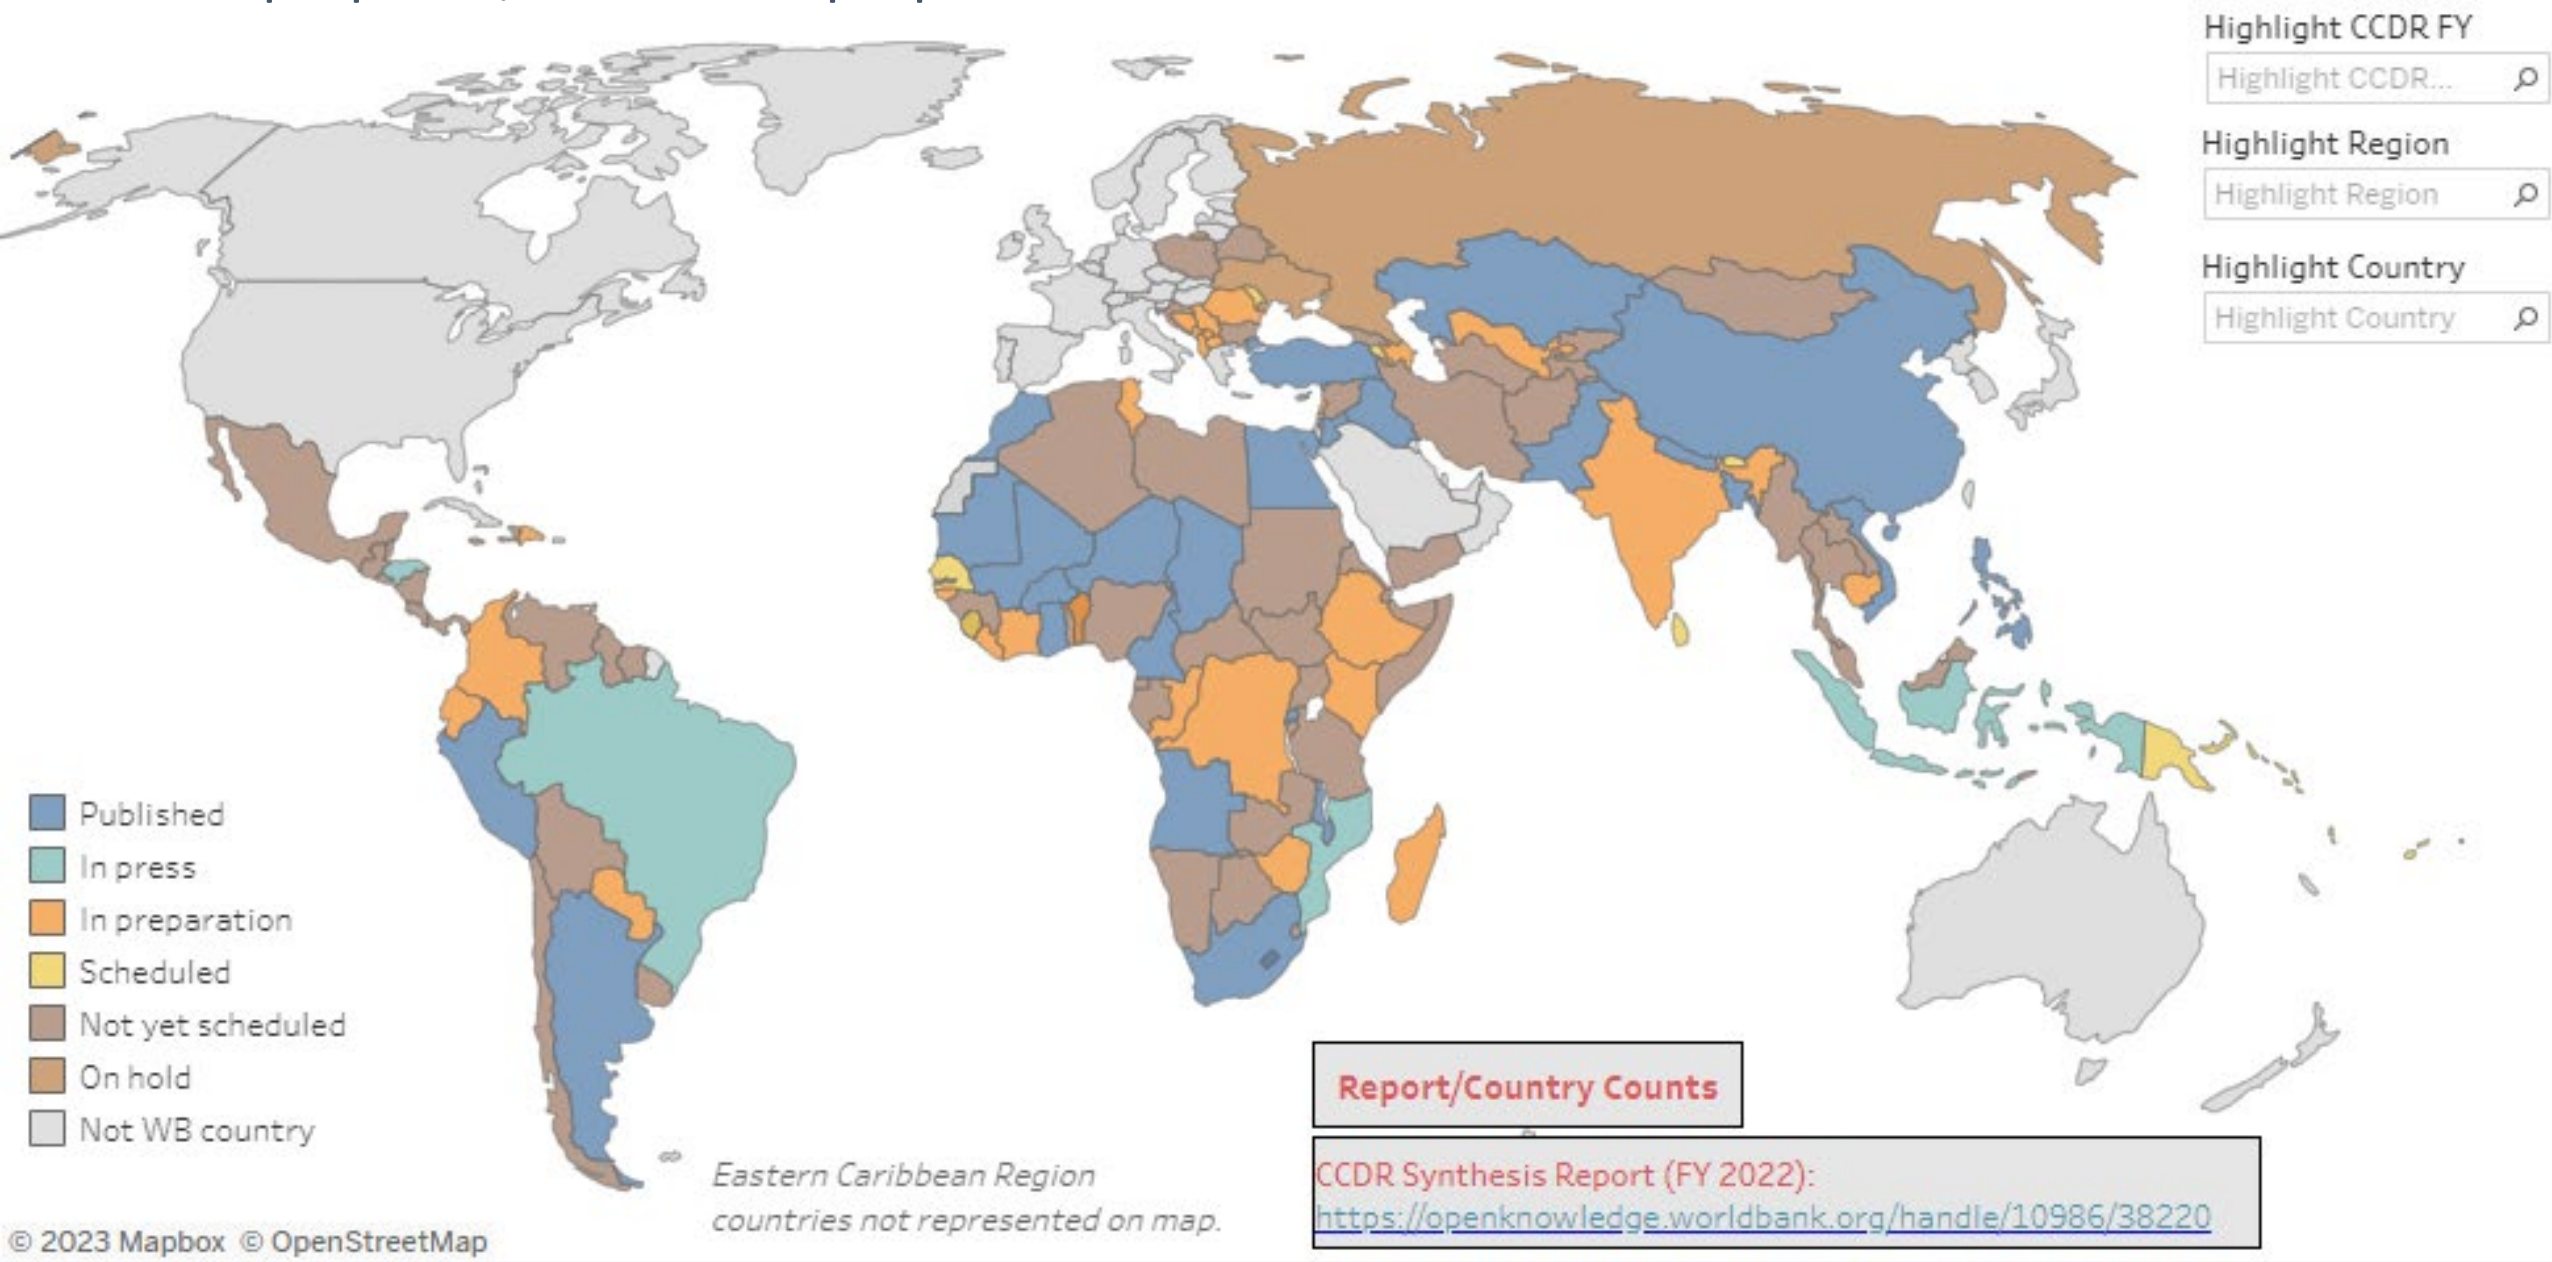 Highlight CCDR FY
Highlight CCDR...
Highlight Region
Highlight Region
Highlight Country
Highlight Country
Published
In press
In preparation
Scheduled
Not yet scheduled
On hold
Not WB country
Report/Country Counts
CCDR Synthesis Report (FY 2022):
https://openknowledge.worldbank.org/handle/10986/38220
Eastern Caribbean Region
countries not represented on map.
© 2023 Mapbox © OpenStreetMap